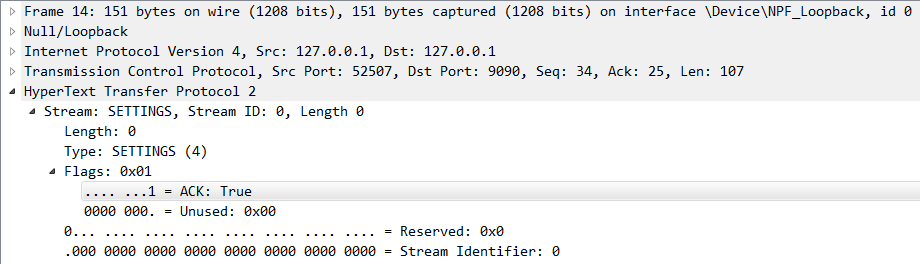 Frame 14: 151 bytes on wire (1208 bits), 151 bytes captured (1208 bits) on interface \Device\NPF_Loopback, id 0
Null/Loopback
Internet Protocol Version 4, Src: 127.0.0.1, Dst: 127.0.0.1
Transmission Control Protocol, Src Port: 52507, Dst Port: 9090, Seq: 34, Ack: 25, Len: 107
HyperText Transfer Protocol 2
Stream: SETTINGS, Stream ID: 0, Length 0
Length: 0
Type: SETTINGS (4)
Flags: 0x01
.... ...1 = ACK: True
0000 000. = Unused: 0x00
0... .... .... .... .... .... .... .... = Reserved: 0x0
.000 0000 0000 0000 0000 0000 0000 0000 = Stream Identifier: 0